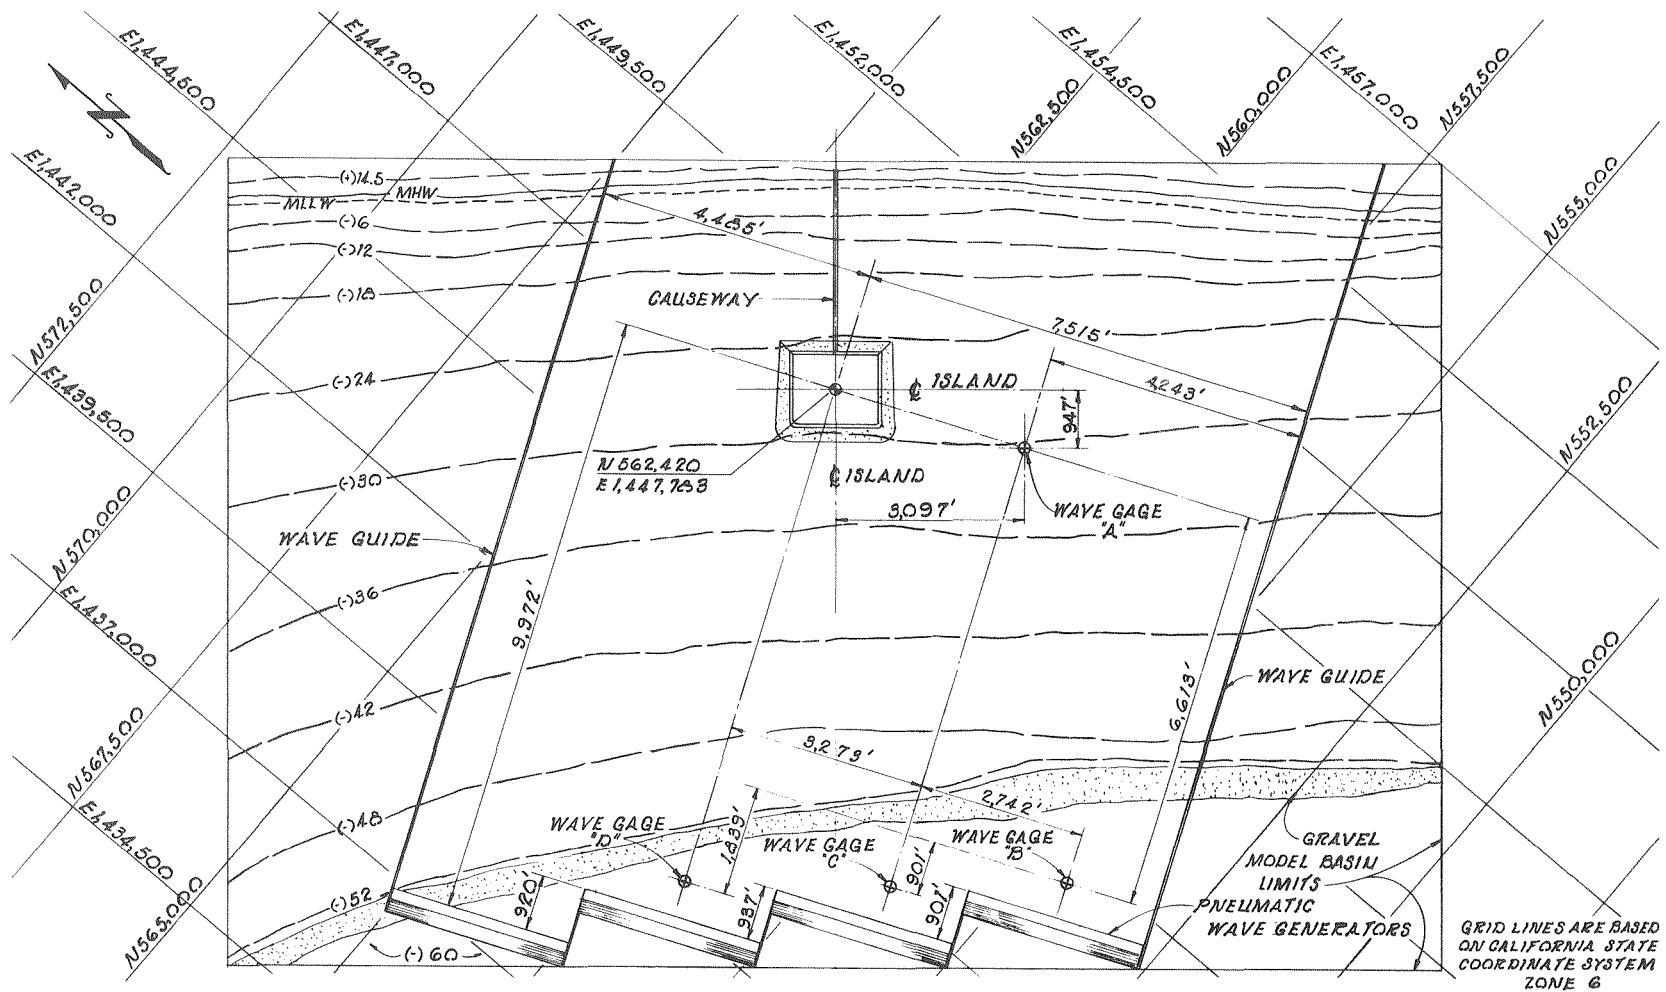 E1,444,500
E1,447,000
E1,449,500
E1,452,000
E1,454,500
E1,457,000
N562,500
N560,000
N557,500
N
E1,442,000
(+)14.5
MHW
MLLW
(-)6
(-)12
(-)18
4,485'
N555,000
N572,500
CAUSEWAY
7,515'
E1,439,500
(-)24
ISLAND
4,243'
947'
N552,500
N 562,420
E 1,447,783
ISLAND
(-)30
3,097'
WAVE GAGE
"A"
N570,000
WAVE GUIDE
(-)36
9,972'
E1,437,000
WAVE GUIDE
6,613'
N550,000
(-)42
N567,500
3,273'
2,742'
E1,434,500
(-)48
WAVE GAGE
"D"
1,839'
WAVE GAGE
"C"
901'
WAVE GAGE
"B"
GRAVEL
MODEL BASIN
LIMITS
(-)52
920'
937'
901'
PNEUMATIC
WAVE GENERATORS
N565,000
(-)60
GRID LINES ARE BASED
ON CALIFORNIA STATE
COORDINATE SYSTEM
ZONE 6